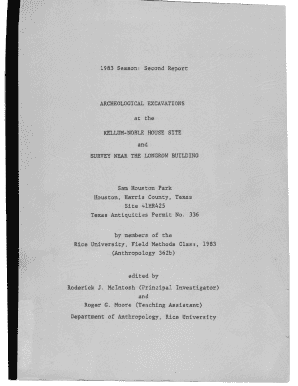 1983 Season: Second Report
ARCHEOLOGICAL EXCAVATIONS
at the
KELLUM-NOBLE HOUSE SITE
and
SURVEY NEAR THE LONGROW BUILDING
Sam Houston Park
Houston, Harris County, Texas
Site 41HR425
Texas Antiquities Permit No. 336
by members of the
Rice University, Field Methods Class, 1983
(Anthropology 362b)
edited by
Roderick J. McIntosh (Principal Investigator)
and
Roger G. Moore (Teaching Assistant)
Department of Anthropology, Rice University